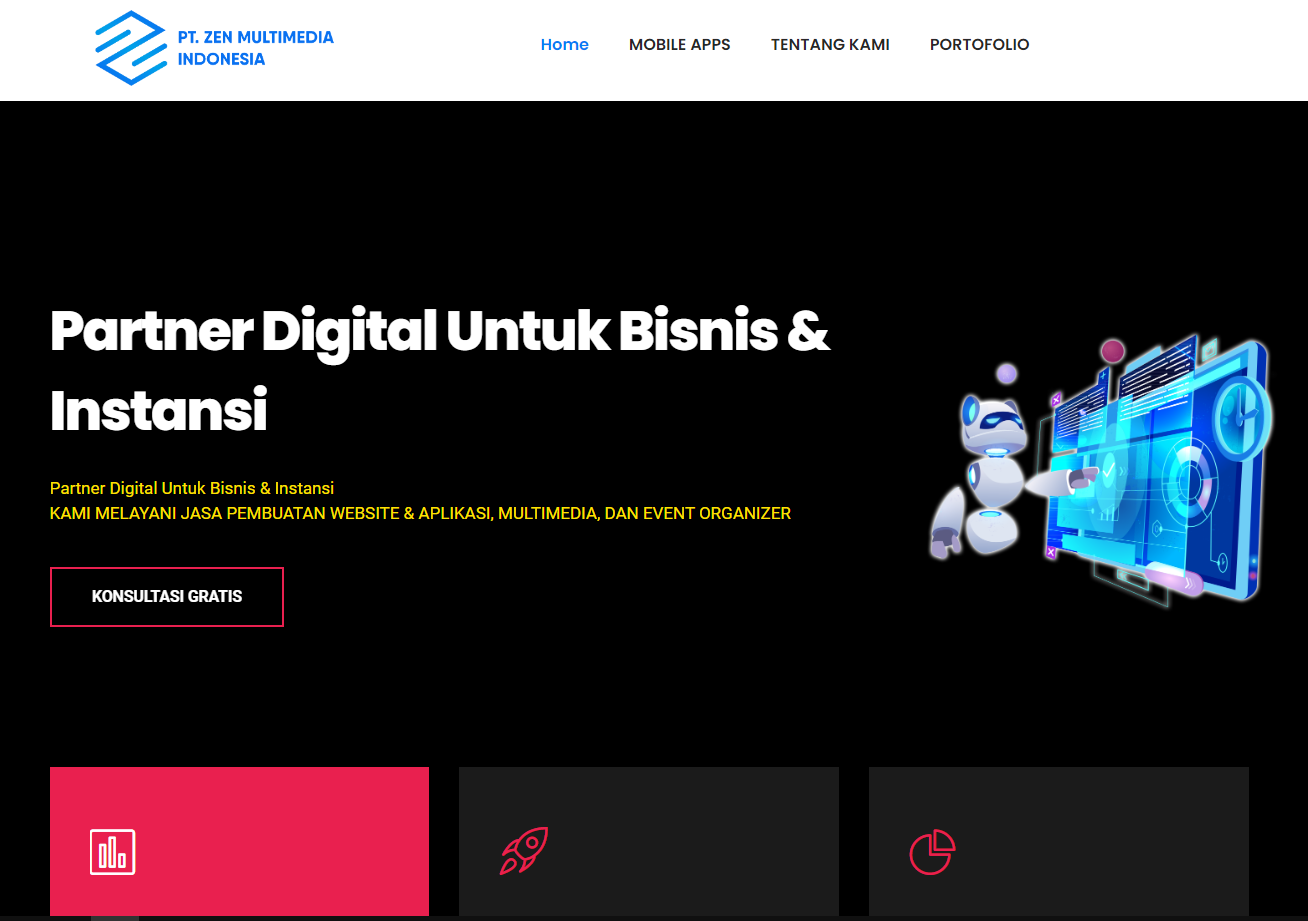 PT. ZEN MULTIMEDIA
INDONESIA
Home MOBILE APPS TENTANG KAMI PORTOFOLIO
Partner Digital Untuk Bisnis &
Instansi
Partner Digital Untuk Bisnis & Instansi
KAMI MELAYANI JASA PEMBUATAN WEBSITE & APLIKASI, MULTIMEDIA, DAN EVENT ORGANIZER
KONSULTASI GRATIS